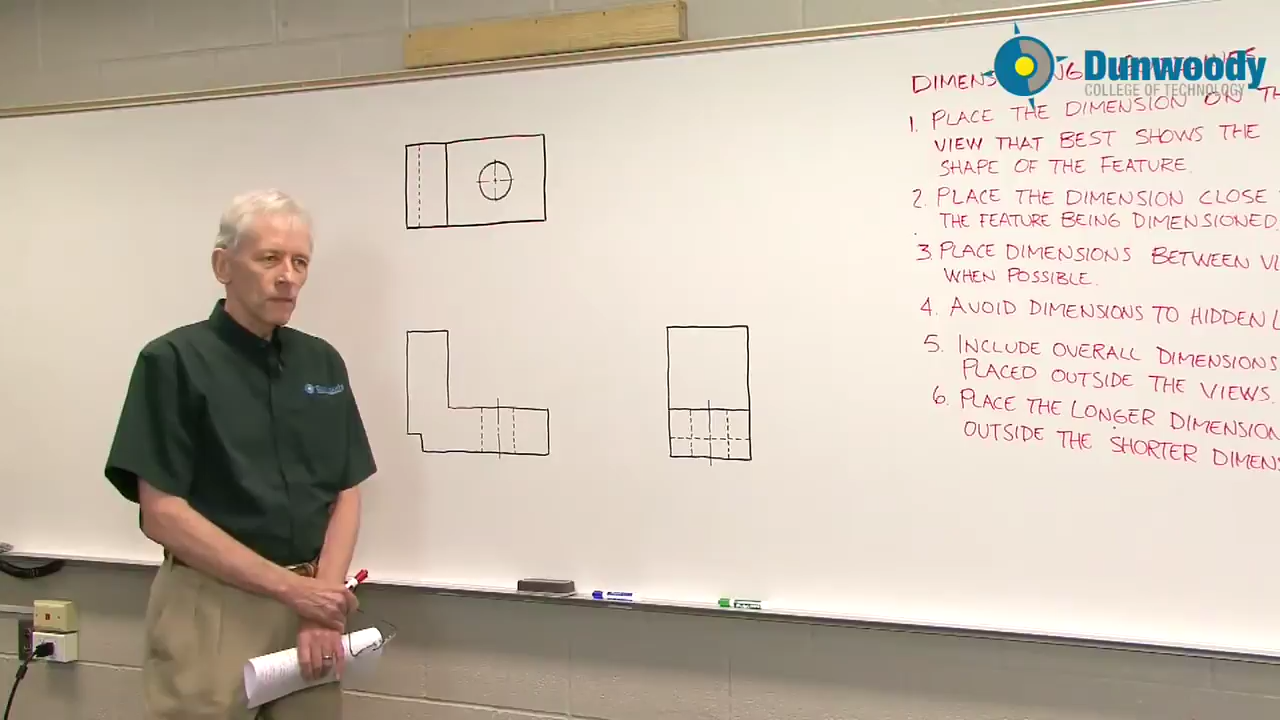 Dunwoody
COLLEGE OF TECHNOLOGY
1. PLACE THE DIMENSION ON
VIEW THAT BEST SHOWS THE
SHAPE OF THE FEATURE.
2. PLACE THE DIMENSION CLOSE
THE FEATURE BEING DIMENSIONED.
3. PLACE DIMENSIONS BETWEEN
WHEN POSSIBLE.
4. AVOID DIMENSIONS TO HIDDEN
5. INCLUDE OVERALL DIMENSIONS
PLACED OUTSIDE THE VIEWS.
6. PLACE THE LONGER
OUTSIDE THE SHORTER
Dunwoody